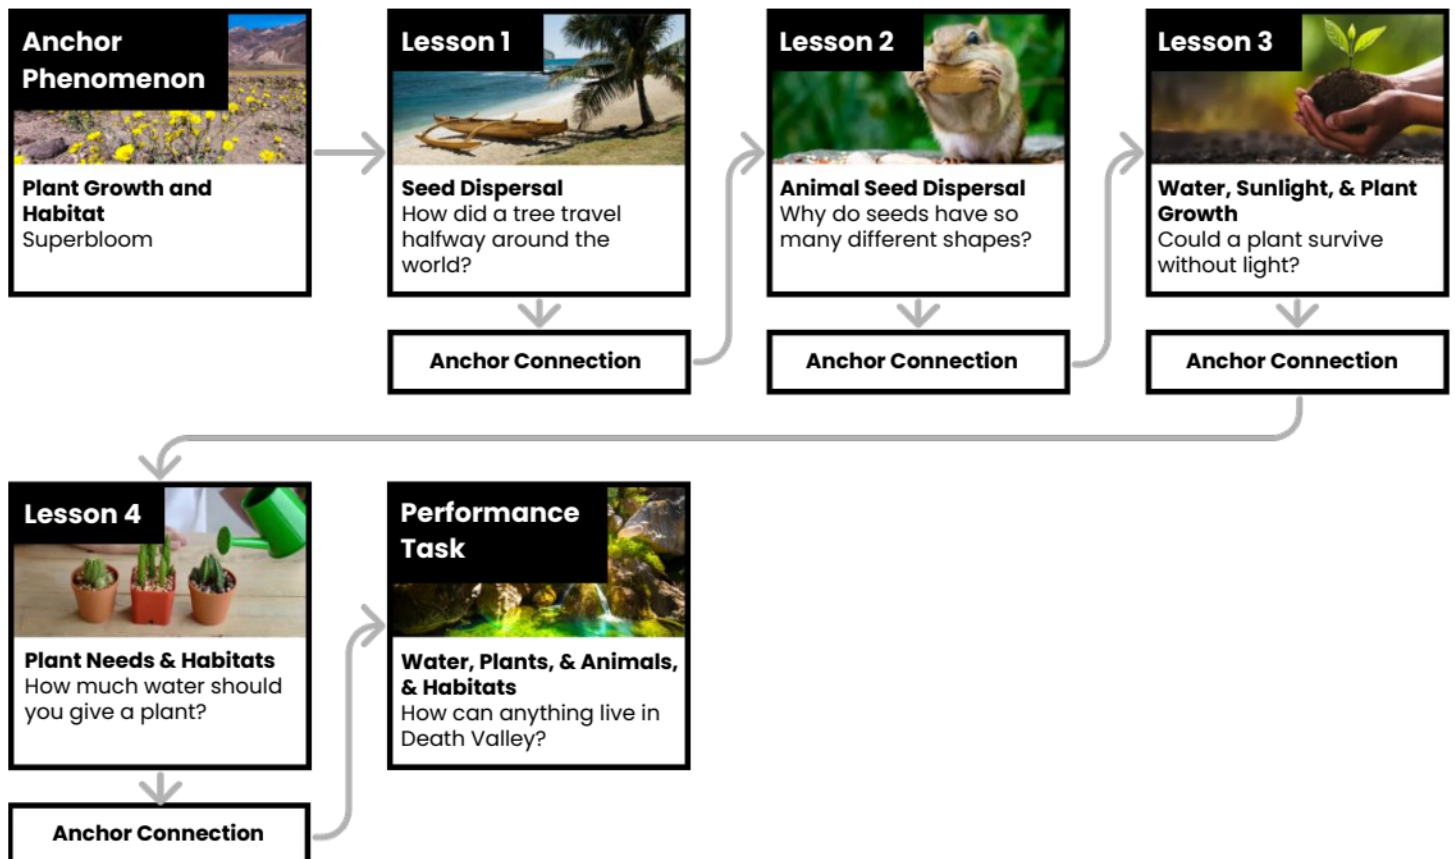 Anchor
Phenomenon
Plant Growth and
Habitat
Superbloom
Lesson 1
Seed Dispersal
How did a tree travel
halfway around the
world?
Anchor Connection
Lesson 2
Animal Seed Dispersal
Why do seeds have so
many different shapes?
Anchor Connection
Lesson 3
Water, Sunlight, & Plant
Growth
Could a plant survive
without light?
Anchor Connection
Lesson 4
Plant Needs & Habitats
How much water should
you give a plant?
Anchor Connection
Performance
Task
Water, Plants, & Animals,
& Habitats
How can anything live in
Death Valley?